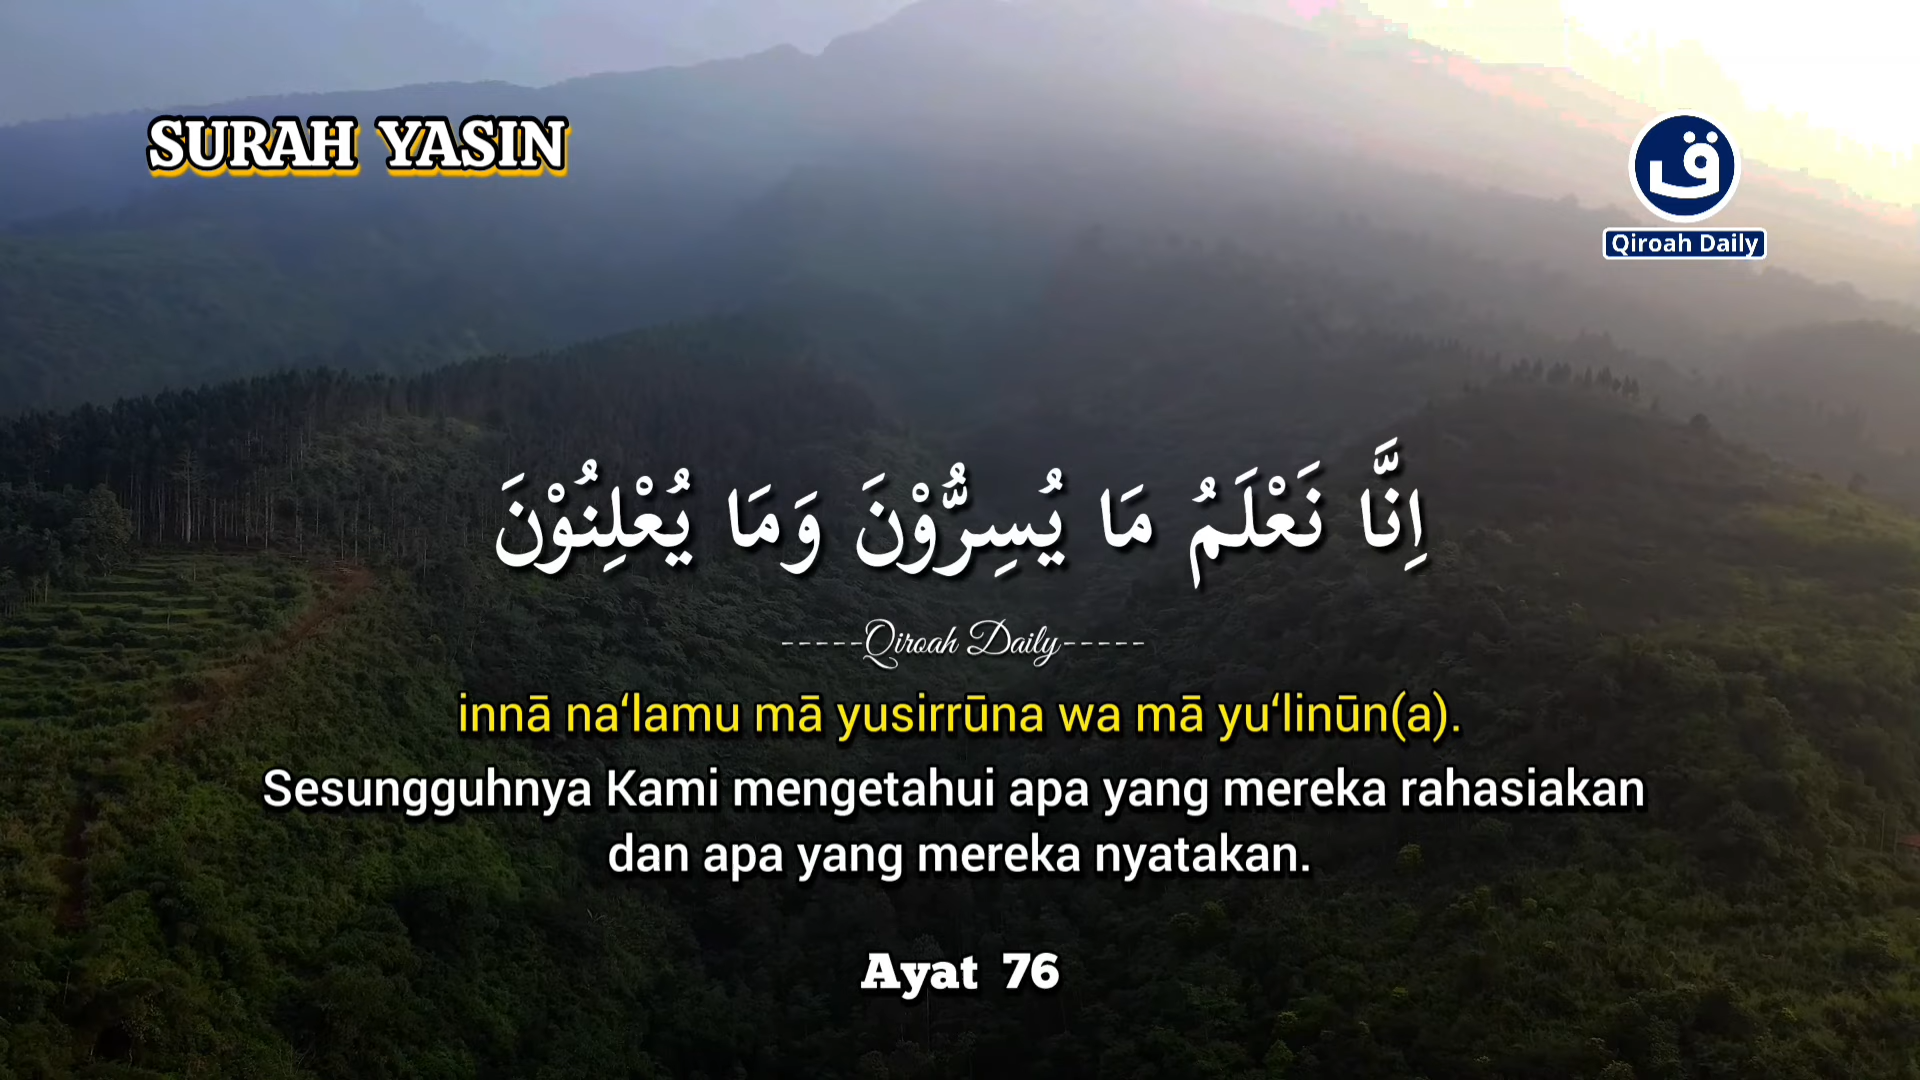 SURAH YASIN
ق
Qiroah Daily
اِنَّا نَعْلَمُ مَا يُسِرُّوْنَ وَمَا يُعْلِنُوْنَ
-----Qiroah Daily-----
innā na‘lamu mā yusirrūna wa mā yu‘linūn(a).
Sesungguhnya Kami mengetahui apa yang mereka rahasiakan
dan apa yang mereka nyatakan.
Ayat 76